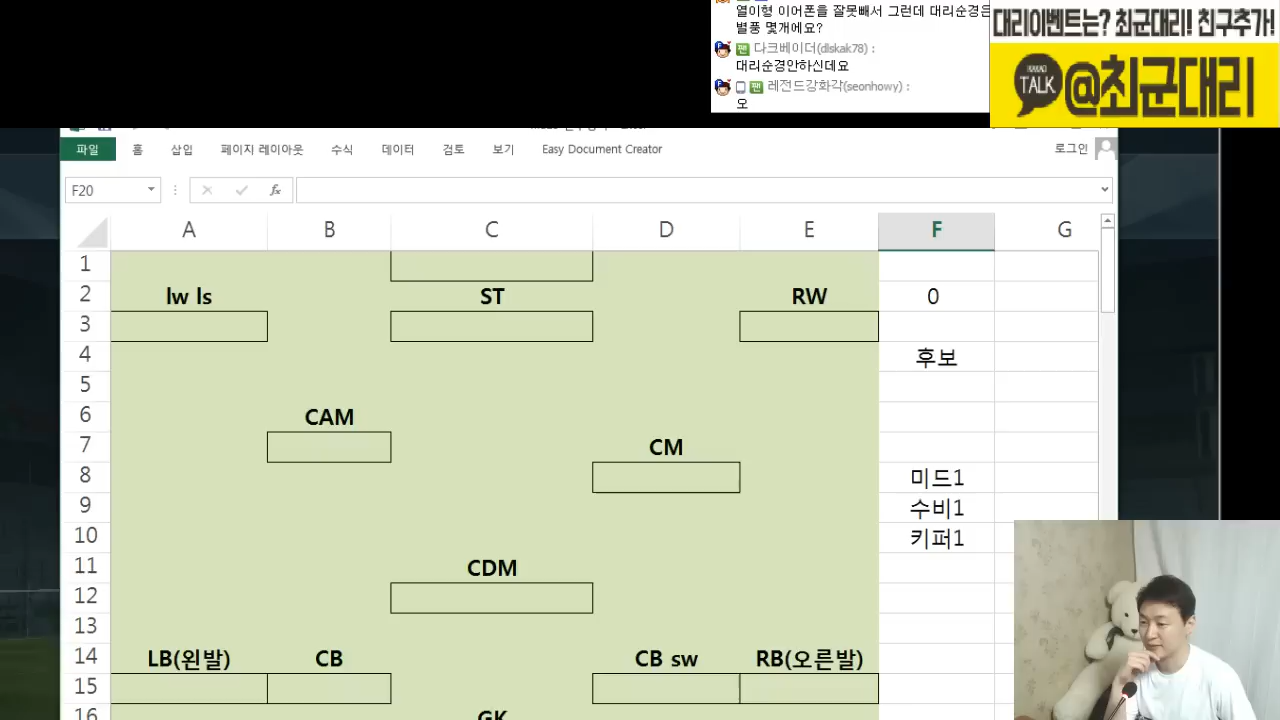 열이형 이어폰을 잘못빼서 그런데 대리순경은
별풍 몇개에요?
다크베이더(dlskak78) :
대리순경안하신데요
레전드강화각(seonhowy) :
오
대리이벤트는? 최군대리! 친구추가!
TALK @최군대리
파일 홈 삽입 페이지 레이아웃 수식 데이터 검토 보기 Easy Document Creator 로그인
F20 fx
A B C D E F G
1
2 lw ls ST RW 0
3
4 후보
5
6 CAM
7 CM
8 미드1
9 수비1
10 키퍼1
11 CDM
12
13
14 LB(왼발) CB CB sw RB(오른발)
15
16 GK